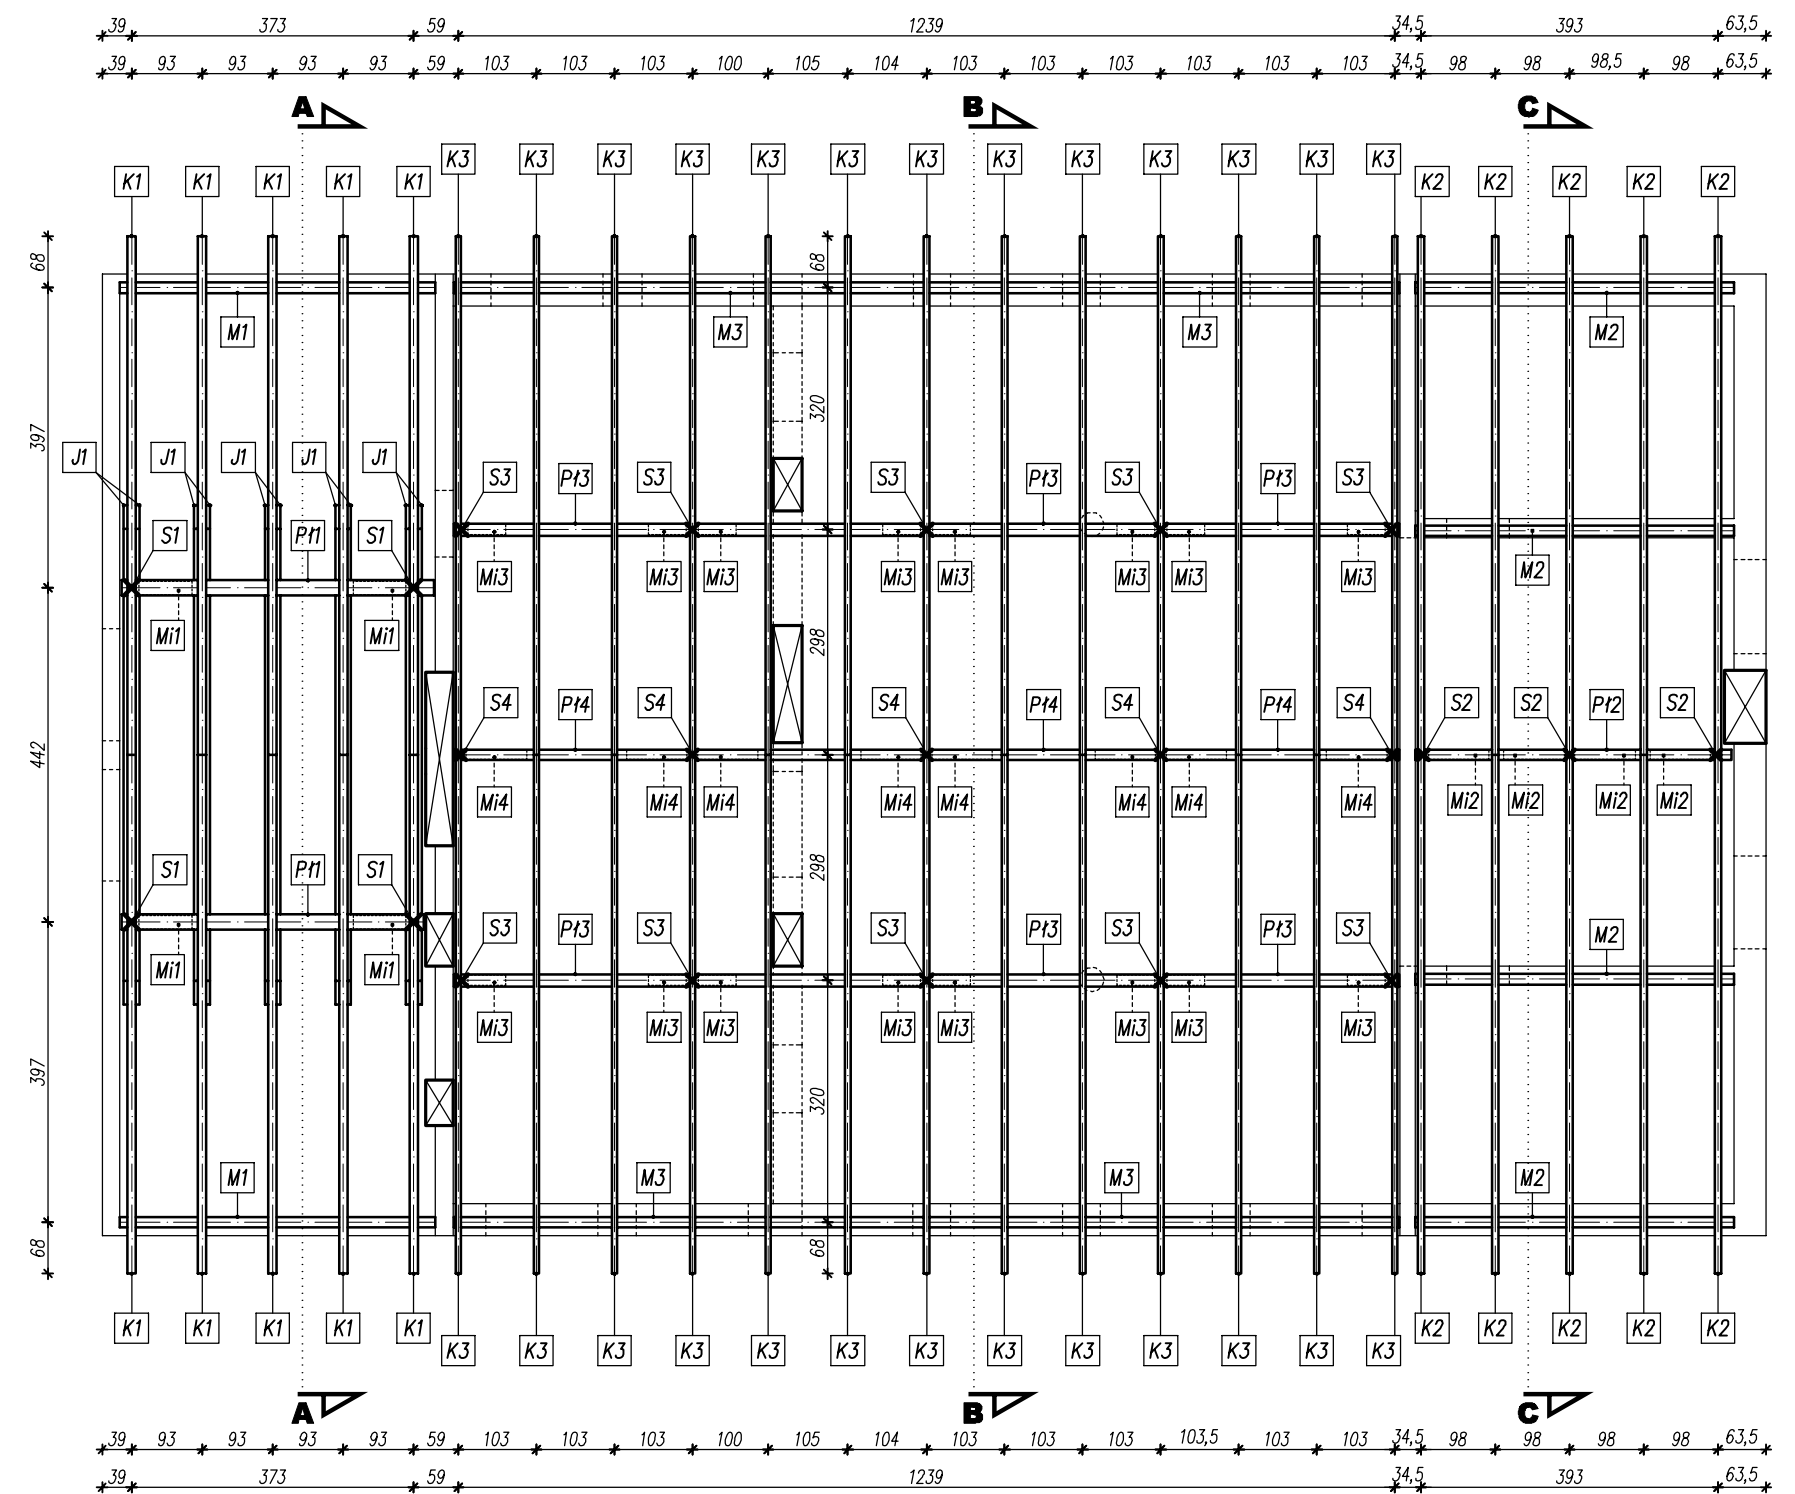 39 373 59 1239 34,5 393 63,5
39 93 93 93 93 59 103 103 103 100 105 104 103 103 103 103 103 103 34,5 98 98 98,5 98 63,5
A B C
K3 K3 K3 K3 K3 K3 K3 K3 K3 K3 K3 K3 K3
K1 K1 K1 K1 K1 K2 K2 K2 K2 K2
68 68
M1 M3 M3 M2
320
397
J1 J1 J1 J1 J1
S3 Pł3 S3 S3 Pł3 S3 Pł3 S3
S1 Pł1 S1
Mi3 Mi3 Mi3 Mi3 Mi3 Mi3 Mi3 Mi3 M2
Mi1 Mi1
298
S4 Pł4 S4 S4 Pł4 S4 Pł4 S4 S2 S2 Pł2 S2
442
Mi4 Mi4 Mi4 Mi4 Mi4 Mi4 Mi4 Mi4 Mi2 Mi2 Mi2 Mi2
298
S1 Pł1 S1
S3 Pł3 S3 S3 Pł3 S3 Pł3 S3 M2
Mi1 Mi1
Mi3 Mi3 Mi3 Mi3 Mi3 Mi3 Mi3 Mi3
397
320
M1 M3 M3 M2
68 68
K1 K1 K1 K1 K1 K2 K2 K2 K2 K2
K3 K3 K3 K3 K3 K3 K3 K3 K3 K3 K3 K3 K3
A B C
39 93 93 93 93 59 103 103 103 100 105 104 103 103 103 103,5 103 103 34,5 98 98 98 98 63,5
39 373 59 1239 34,5 393 63,5